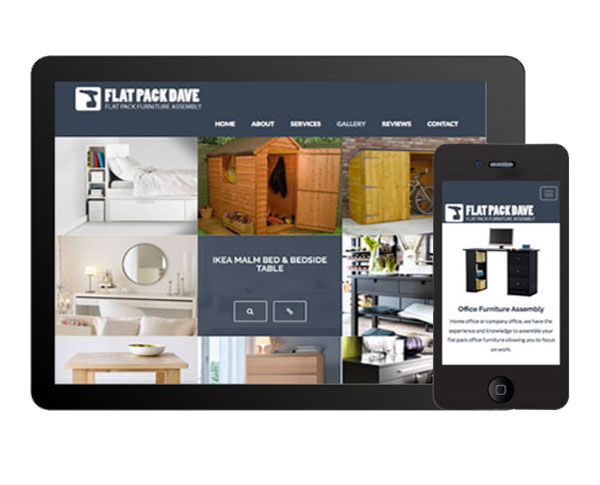 FLAT PACK DAVE
FLAT PACK FURNITURE ASSEMBLY
HOME ABOUT SERVICES GALLERY REVIEWS CONTACT
IKEA MALM BED & BEDSIDE
TABLE
FLAT PACK DAVE
FLAT PACK FURNITURE ASSEMBLY
Office Furniture Assembly
Home office or company office, we have the
experience and knowledge to assemble your
flat pack office furniture allowing you to focus
on work.